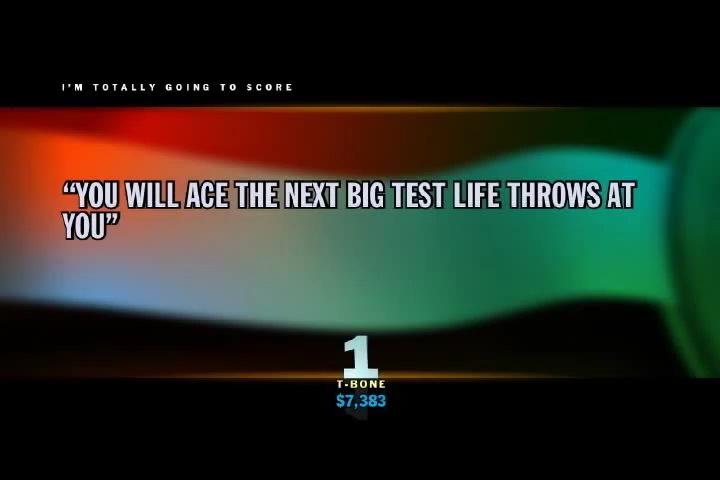 I'M TOTALLY GOING TO SCORE
“YOU WILL ACE THE NEXT BIG TEST LIFE THROWS AT
YOU”
1
T-BONE
$7,383